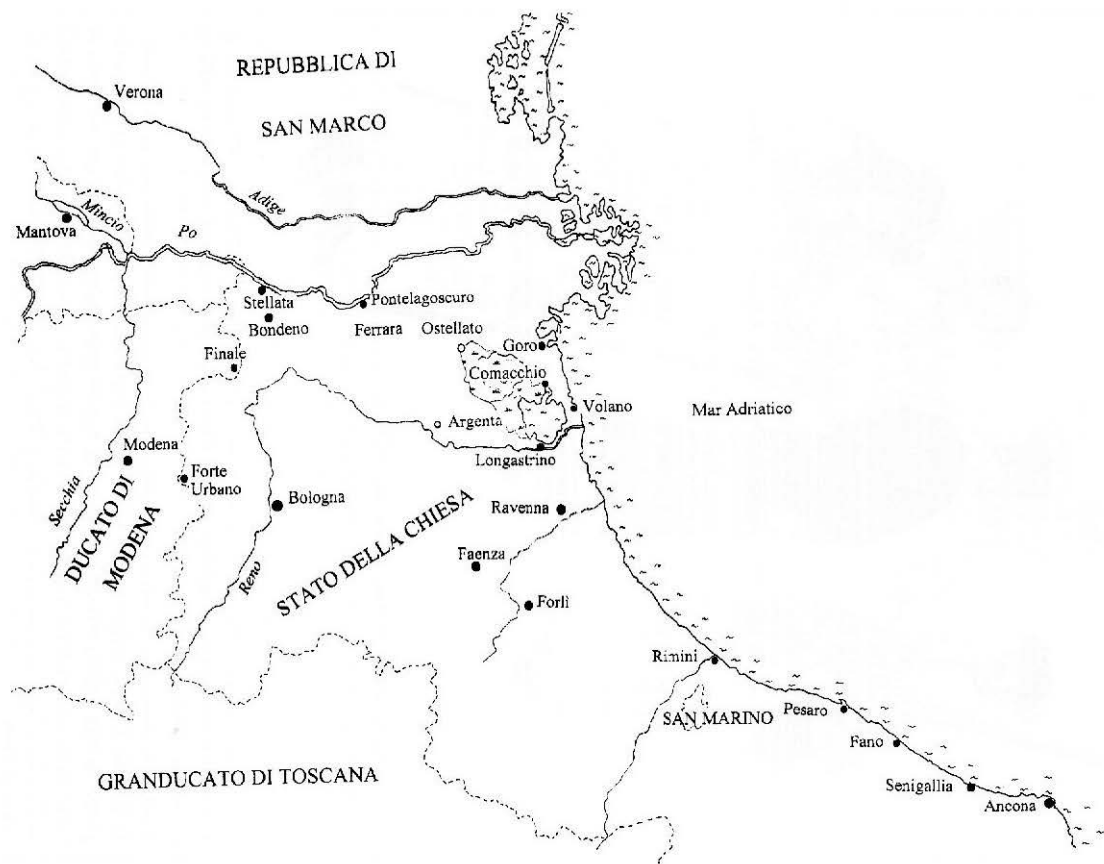 REPUBBLICA DI
SAN MARCO
Verona
Adige
Mincio
Mantova
Po
Stellata
Bondeno
Pontelagoscuro
Ferrara
Ostellato
Goro
Comacchio
Finale
Volano
Mar Adriatico
Argenta
Longastrino
Modena
Forte
Urbano
Secchia
DUCATO DI
MODENA
Bologna
Reno
STATO DELLA CHIESA
Ravenna
Faenza
Forlì
Rimini
SAN MARINO
Pesaro
Fano
Senigallia
Ancona
GRANDUCATO DI TOSCANA